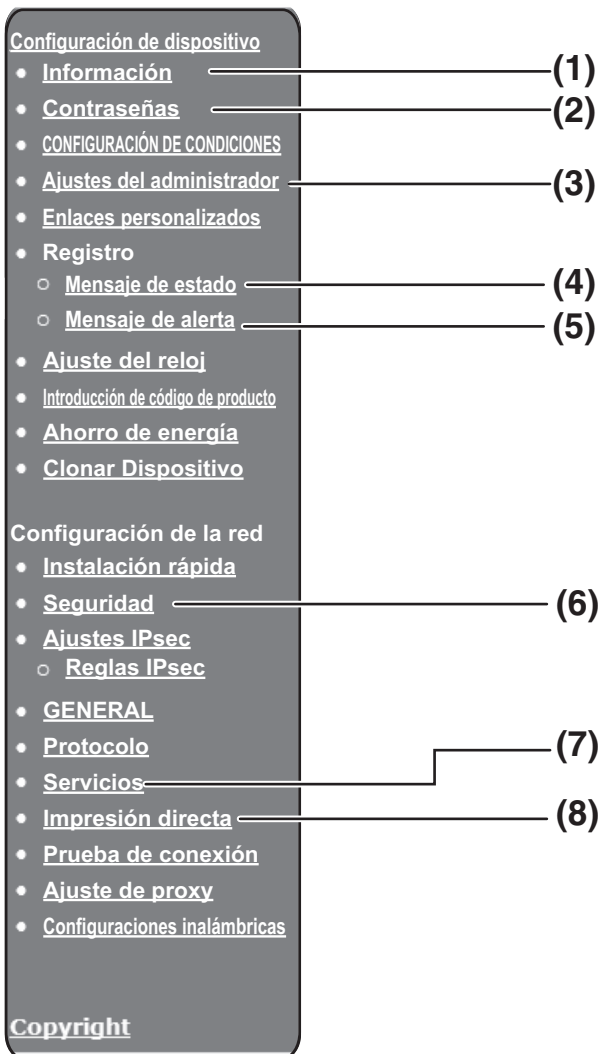 Configuración de dispositivo
Información (1)
Contraseñas (2)
CONFIGURACIÓN DE CONDICIONES
Ajustes del administrador (3)
Enlaces personalizados
Registro
Mensaje de estado (4)
Mensaje de alerta (5)
Ajuste del reloj
Introducción de código de producto
Ahorro de energía
Clonar Dispositivo
Configuración de la red
Instalación rápida
Seguridad (6)
Ajustes IPsec
Reglas IPsec
GENERAL
Protocolo (7)
Servicios
Impresión directa (8)
Prueba de conexión
Ajuste de proxy
Configuraciones inalámbricas
Copyright